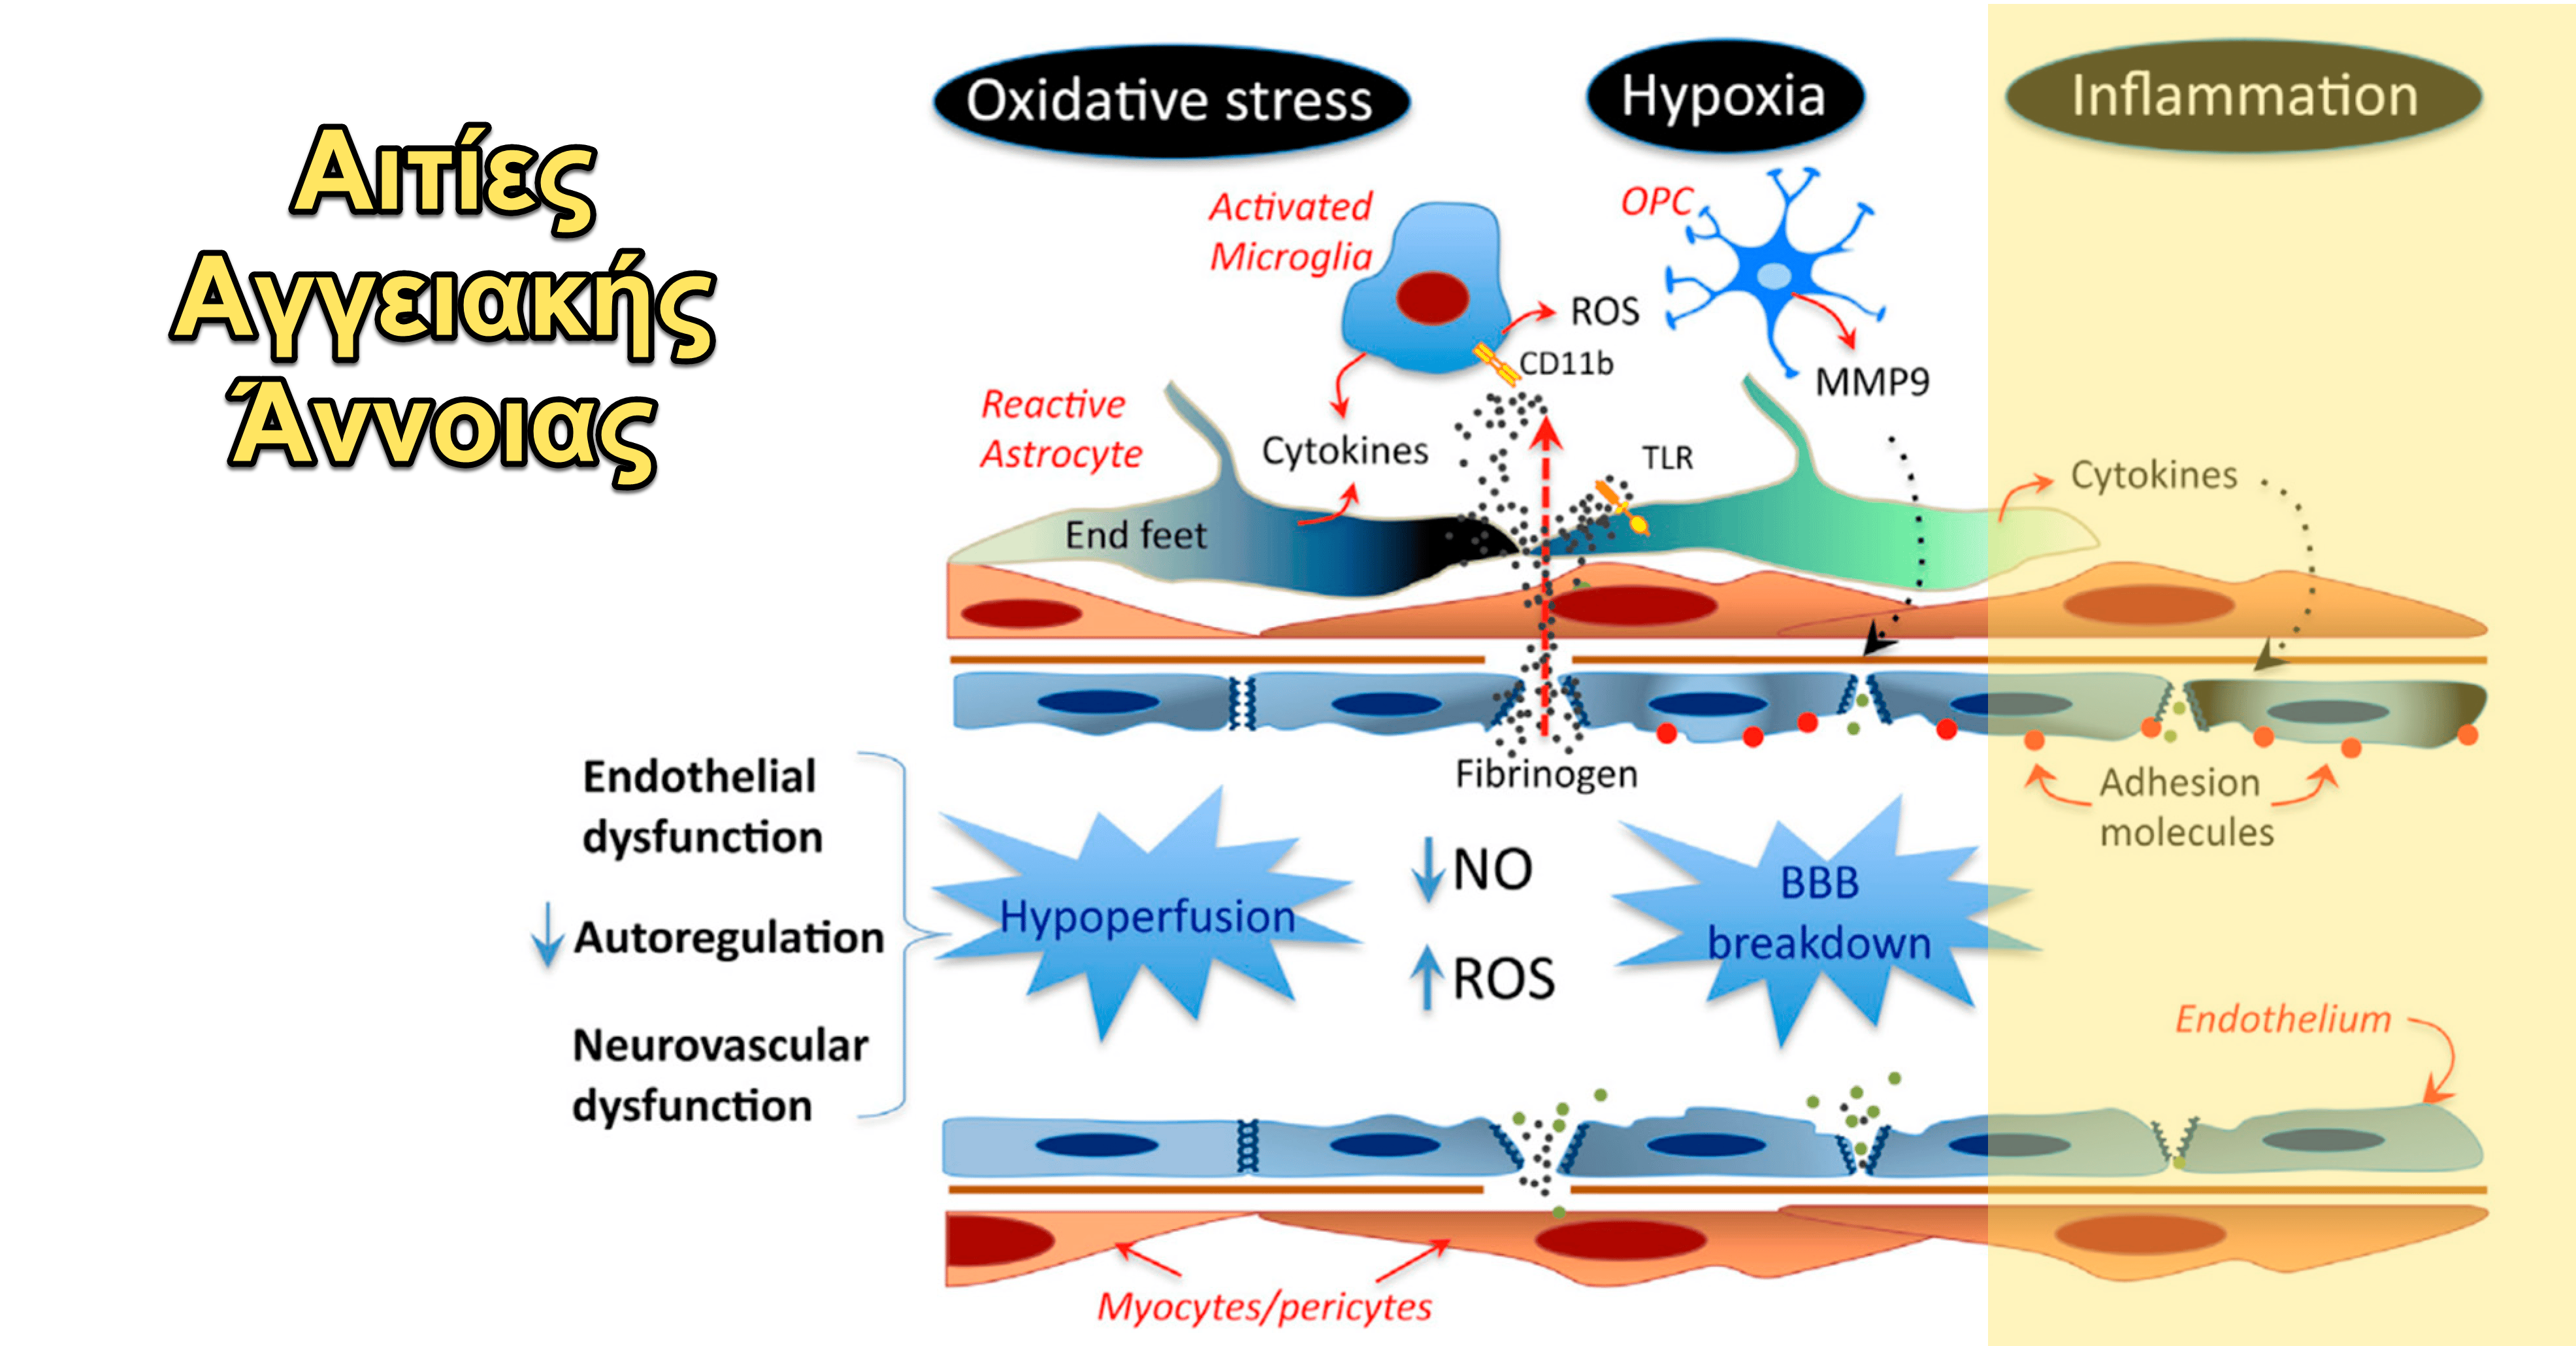 Αιτίες
Αγγειακής
Άννοιας
Oxidative stress
Hypoxia
Inflammation
Activated
Microglia
OPC
ROS
CD11b
MMP9
Reactive
Astrocyte
Cytokines
TLR
Cytokines
End feet
Fibrinogen
Adhesion
molecules
Endothelial
dysfunction
Autoregulation
Neurovascular
dysfunction
Hypoperfusion
NO
ROS
BBB
breakdown
Endothelium
Myocytes/pericytes